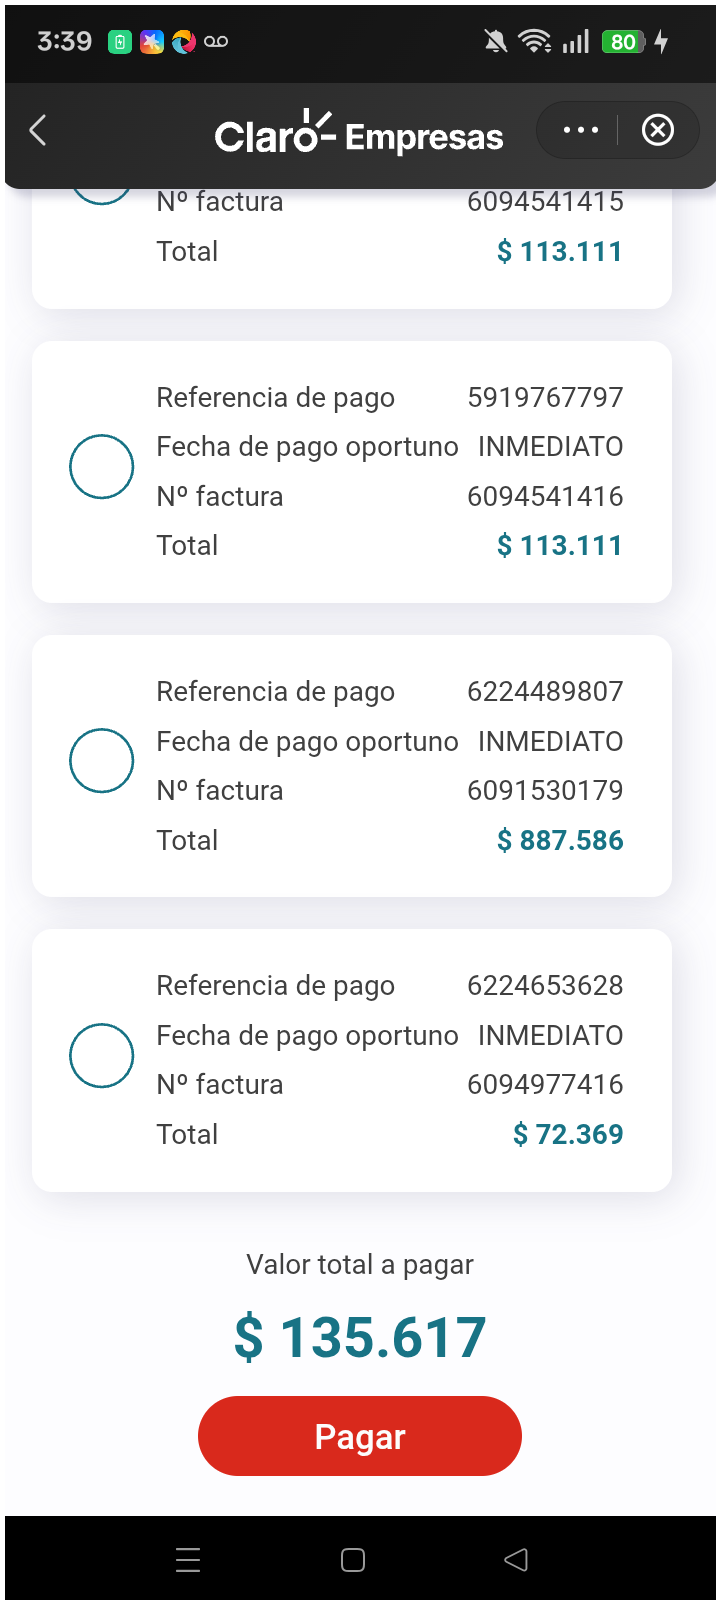 3:39
80
Claro- Empresas
Nº factura 6094541415
Total $ 113.111
Referencia de pago 5919767797
Fecha de pago oportuno INMEDIATO
Nº factura 6094541416
Total $ 113.111
Referencia de pago 6224489807
Fecha de pago oportuno INMEDIATO
Nº factura 6091530179
Total $ 887.586
Referencia de pago 6224653628
Fecha de pago oportuno INMEDIATO
Nº factura 6094977416
Total $ 72.369
Valor total a pagar
$ 135.617
Pagar